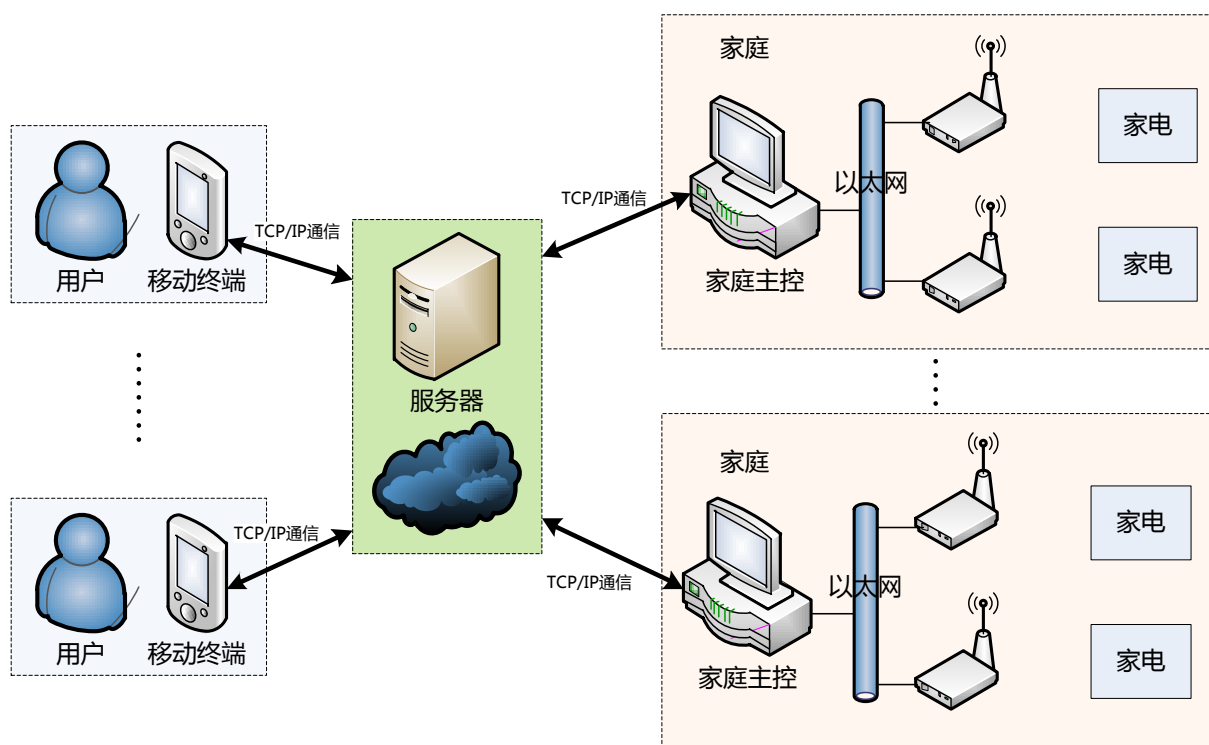 家庭
家电
以太网
TCP/IP通信
家庭主控
家电
用户
移动终端
TCP/IP通信
服务器
家庭
家电
以太网
TCP/IP通信
家庭主控
家电
TCP/IP通信
用户
移动终端